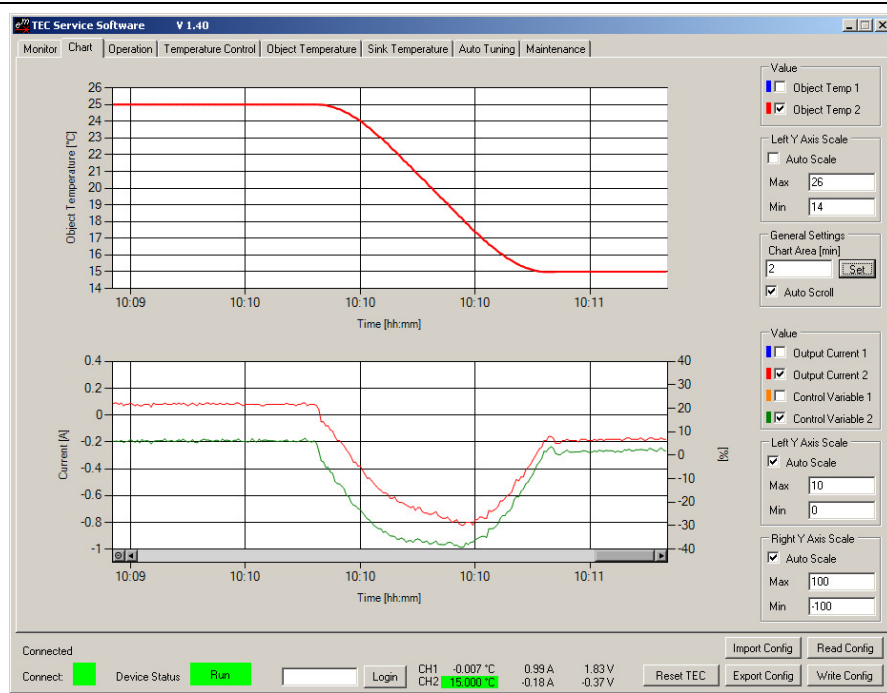 TEC Service Software V 1.40
Monitor Chart Operation Temperature Control Object Temperature Sink Temperature Auto Tuning Maintenance
Value
Object Temp 1
Object Temp 2
Left Y Axis Scale
Auto Scale
Max 26
Min 14
General Settings
Chart Area [min]
2 Set
Auto Scroll
26
25
24
23
22
21
20
19
18
17
16
15
14
Object Temperature [°C]
10:09 10:10 10:10 10:10 10:11
Time [hh:mm]
Value
Output Current 1
Output Current 2
Control Variable 1
Control Variable 2
Left Y Axis Scale
Auto Scale
Max 10
Min 0
Right Y Axis Scale
Auto Scale
Max 100
Min -100
0.4
0.2
0
-0.2
-0.4
-0.6
-0.8
-1
Current [A]
40
30
20
10
0
-10
-20
-30
-40
[%]
10:09 10:10 10:10 10:10 10:11
Time [hh:mm]
Connected
Connect: Device Status Run Login
CH1 -0.007 °C 0.99 A 1.83 V
CH2 15.000 °C -0.18 A -0.37 V
Reset TEC
Import Config Read Config
Export Config Write Config